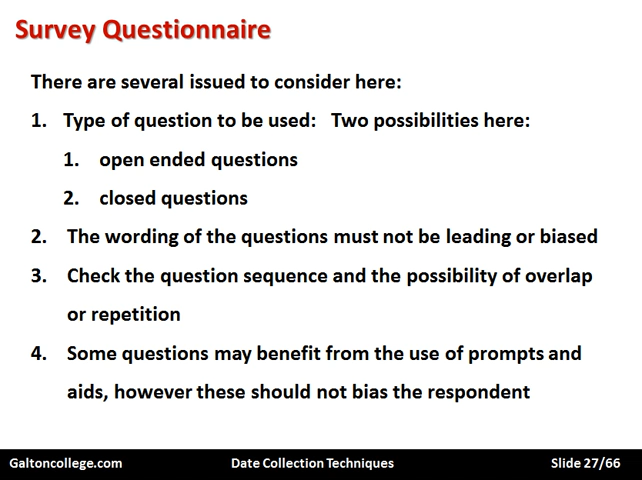 Survey Questionnaire
There are several issued to consider here:
1. Type of question to be used: Two possibilities here:
1. open ended questions
2. closed questions
2. The wording of the questions must not be leading or biased
3. Check the question sequence and the possibility of overlap
or repetition
4. Some questions may benefit from the use of prompts and
aids, however these should not bias the respondent
Galtoncollege.com Date Collection Techniques Slide 27/66